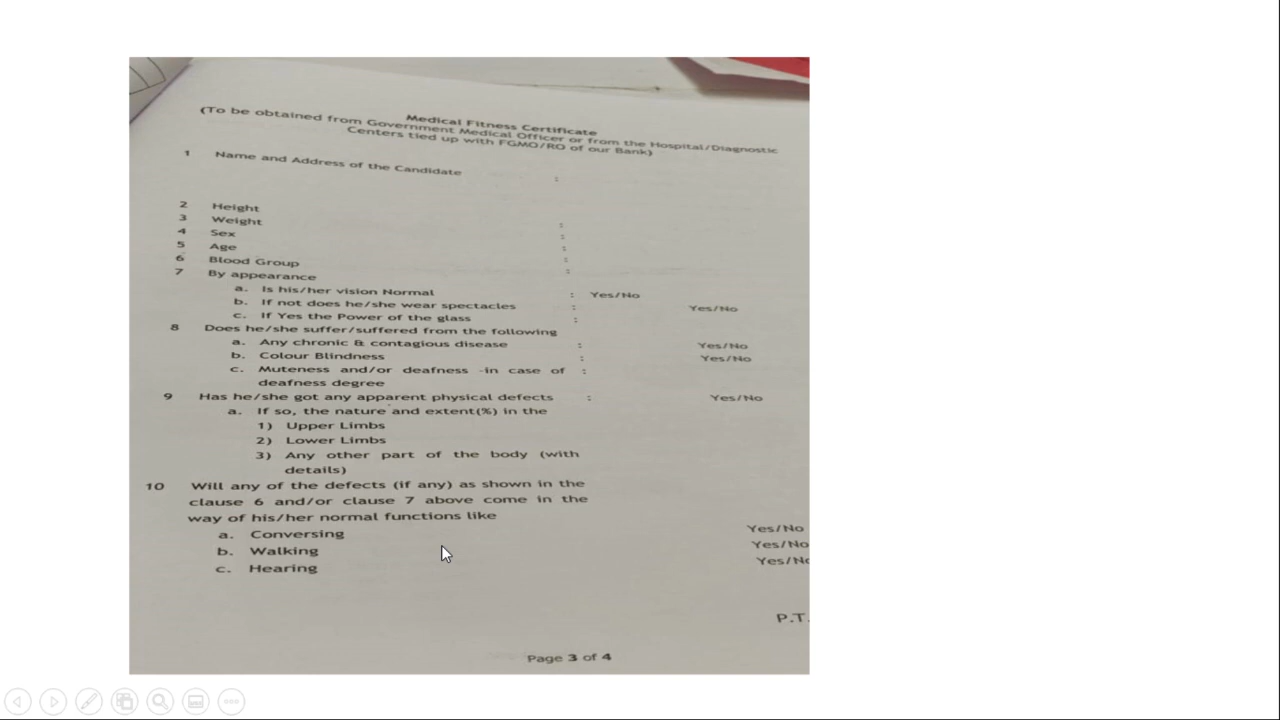 Medical Fitness Certificate
(To be obtained from Government Medical Officer or from the Hospital/Diagnostic
Centers tied up with FGMO/RO of our Bank)
1 Name and Address of the Candidate :
2 Height :
3 Weight :
4 Sex :
5 Age :
6 Blood Group :
7 By appearance
a. Is his/her vision Normal : Yes/No
b. If not does he/she wear spectacles : Yes/No
c. If Yes the Power of the glass :
8 Does he/she suffer/suffered from the following
a. Any chronic & contagious disease : Yes/No
b. Colour Blindness : Yes/No
c. Muteness and/or deafness -in case of :
deafness degree
9 Has he/she got any apparent physical defects : Yes/No
a. If so, the nature and extent(%) in the
1) Upper Limbs
2) Lower Limbs
3) Any other part of the body (with
details)
10 Will any of the defects (if any) as shown in the
clause 6 and/or clause 7 above come in the
way of his/her normal functions like
a. Conversing Yes/No
b. Walking Yes/No
c. Hearing Yes/No
P.T.
Page 3 of 4